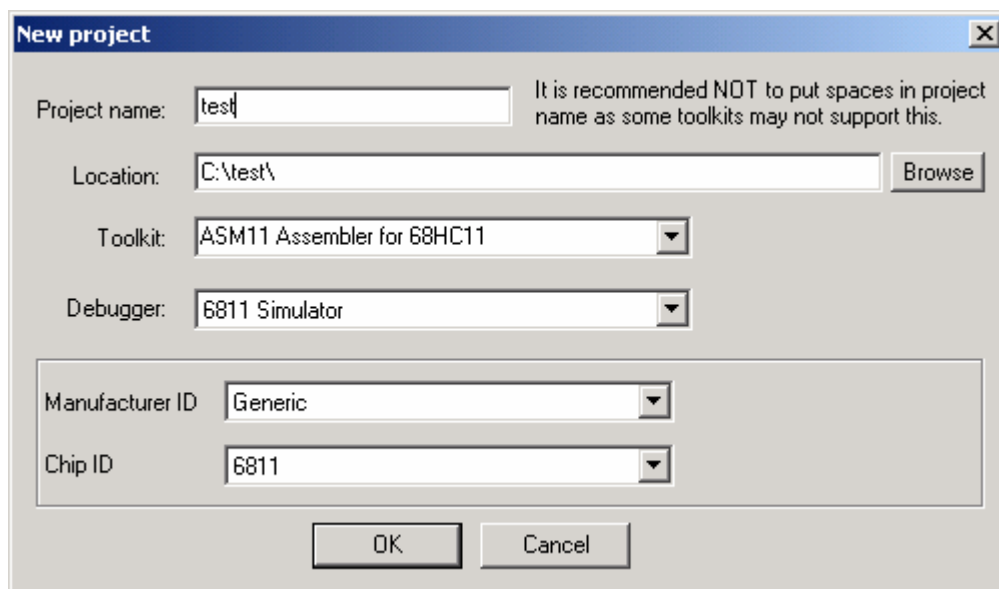 New project
Project name:
test
It is recommended NOT to put spaces in project
name as some toolkits may not support this.
Location:
C:\test\
Browse
Toolkit:
ASM11 Assembler for 68HC11
Debugger:
6811 Simulator
Manufacturer ID
Generic
Chip ID
6811
OK
Cancel